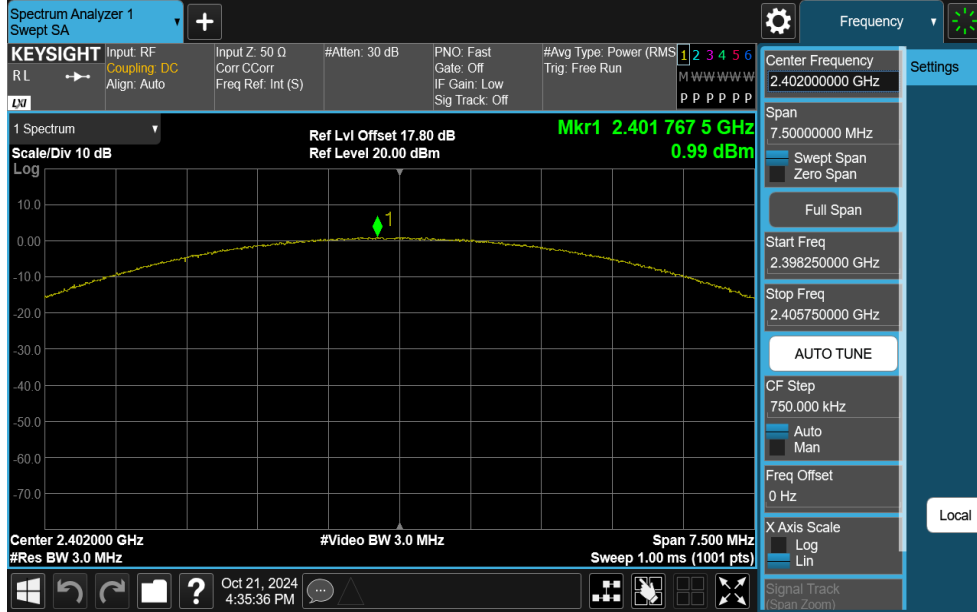 Spectrum Analyzer 1
Swept SA
Frequency
KEYSIGHT
R L
LXI
Input: RF
Coupling: DC
Align: Auto
Input Z: 50 Ω
Corr CCorr
Freq Ref: Int (S)
#Atten: 30 dB
PNO: Fast
Gate: Off
IF Gain: Low
Sig Track: Off
#Avg Type: Power (RMS
Trig: Free Run
1 2 3 4 5 6
M W W W W W
P P P P P P
1 Spectrum
Scale/Div 10 dB
Log
Ref Lvl Offset 17.80 dB
Ref Level 20.00 dBm
Mkr1 2.401 767 5 GHz
0.99 dBm
1
10.0
0.00
-10.0
-20.0
-30.0
-40.0
-50.0
-60.0
-70.0
Center 2.402000 GHz
#Res BW 3.0 MHz
#Video BW 3.0 MHz
Span 7.500 MHz
Sweep 1.00 ms (1001 pts)
Oct 21, 2024
4:35:36 PM
Center Frequency
2.402000000 GHz
Span
7.50000000 MHz
Swept Span
Zero Span
Full Span
Start Freq
2.398250000 GHz
Stop Freq
2.405750000 GHz
AUTO TUNE
CF Step
750.000 kHz
Auto
Man
Freq Offset
0 Hz
X Axis Scale
Log
Lin
Signal Track
(Span Zoom)
Settings
Local